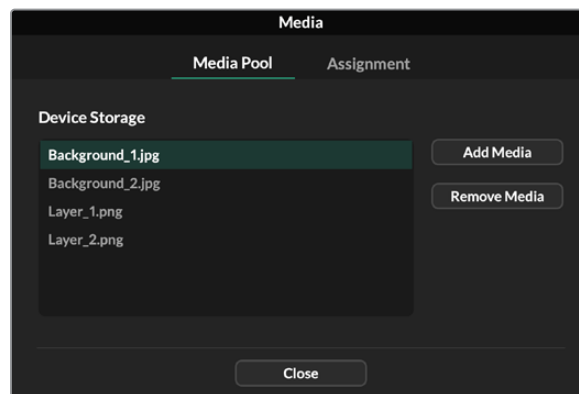 Media
Media Pool
Assignment
Device Storage
Background_1.jpg
Background_2.jpg
Layer_1.png
Layer_2.png
Add Media
Remove Media
Close